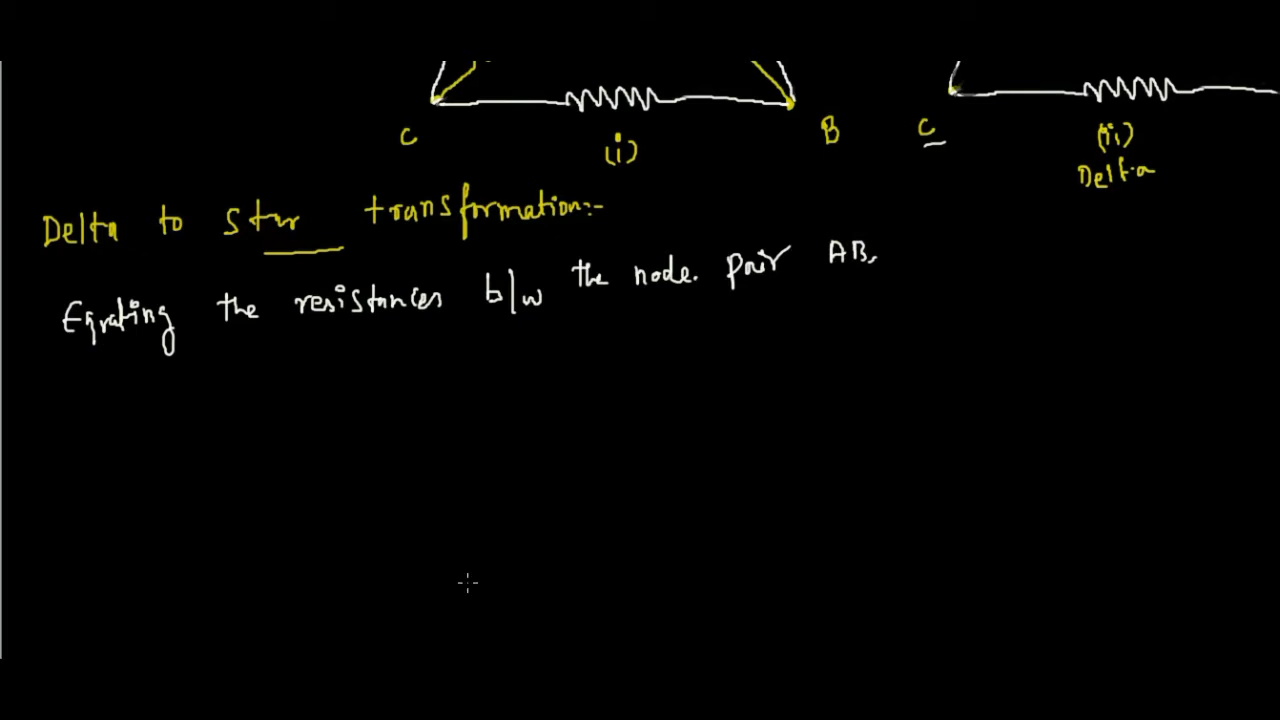 C B C
(i) (ii)
Delta
Delta to star transformation:-
Equating the resistances b/w the node. pair AB,